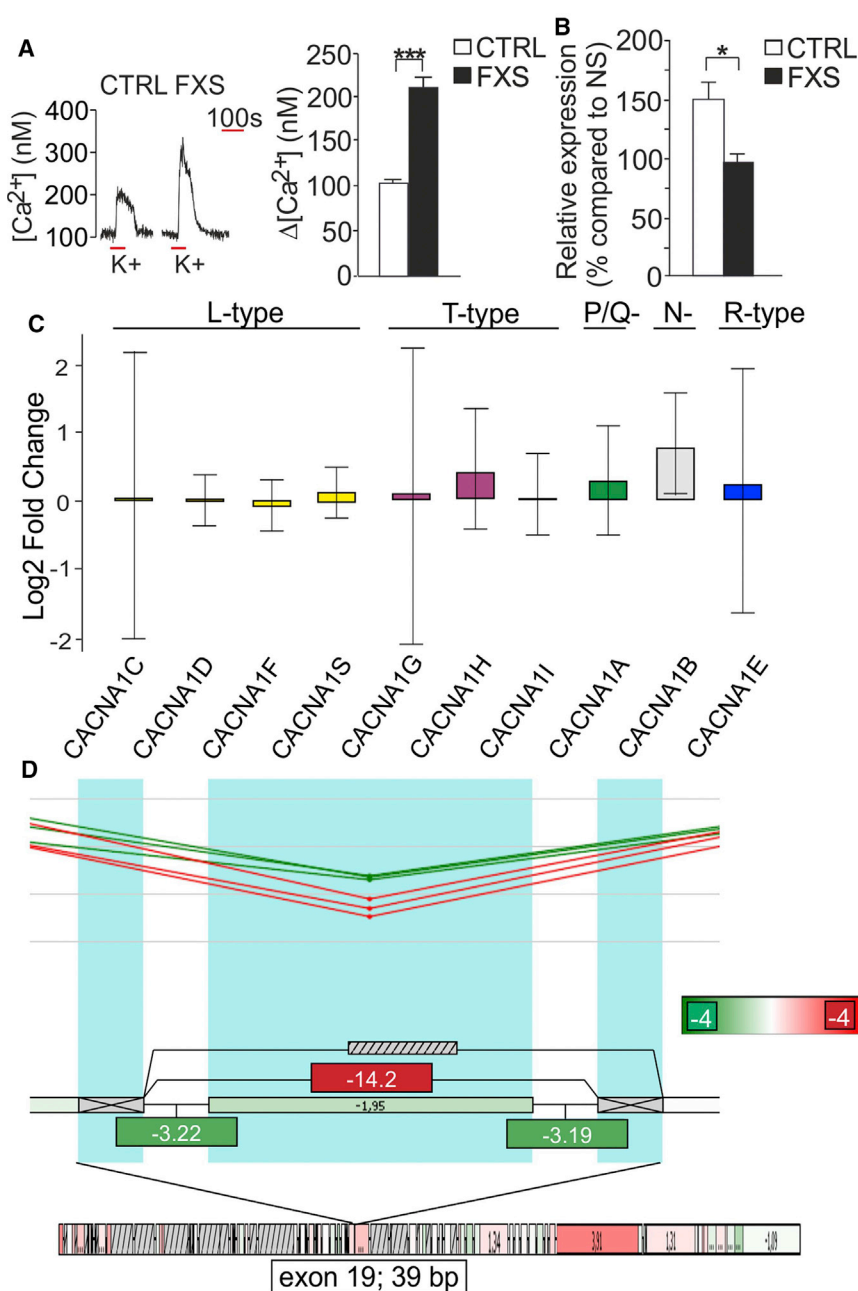 A
CTRL FXS
100s
[Ca2+] (nM)
400
300
200
100
K+
K+
Δ[Ca2+] (nM)
250
200
150
100
50
0
***
CTRL
FXS
B
Relative expression
(% compared to NS)
200
150
100
50
0
*
CTRL
FXS
C
L-type
T-type
P/Q-
N-
R-type
Log2 Fold Change
2
1
0
-1
-2
CACNA1C
CACNA1D
CACNA1F
CACNA1S
CACNA1G
CACNA1H
CACNA1I
CACNA1A
CACNA1B
CACNA1E
D
-4
-4
-14.2
-1,95
-3.22
-3.19
1,34
3,91
1,31
-1,09
exon 19; 39 bp